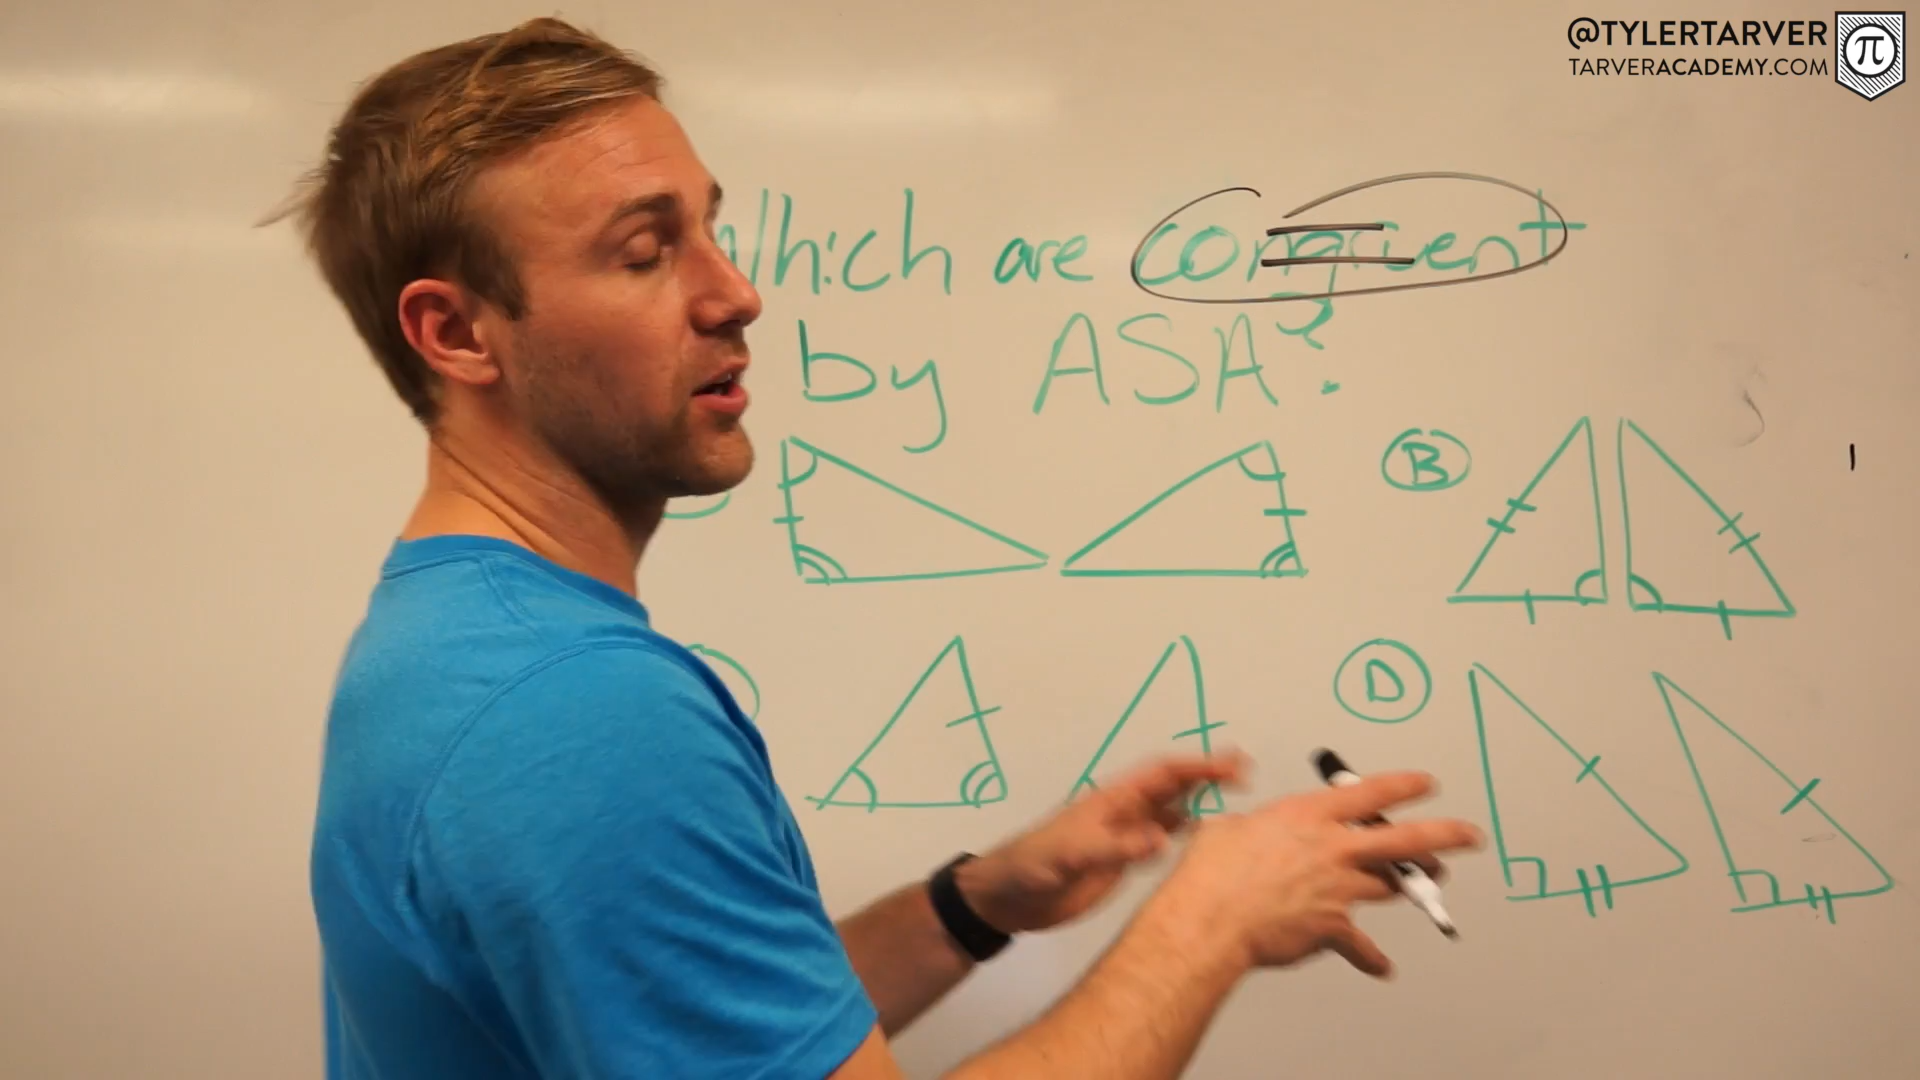 @TYLERTARVER
TARVERACADEMY.COM
π
Which are congruent
by ASA?
B
D